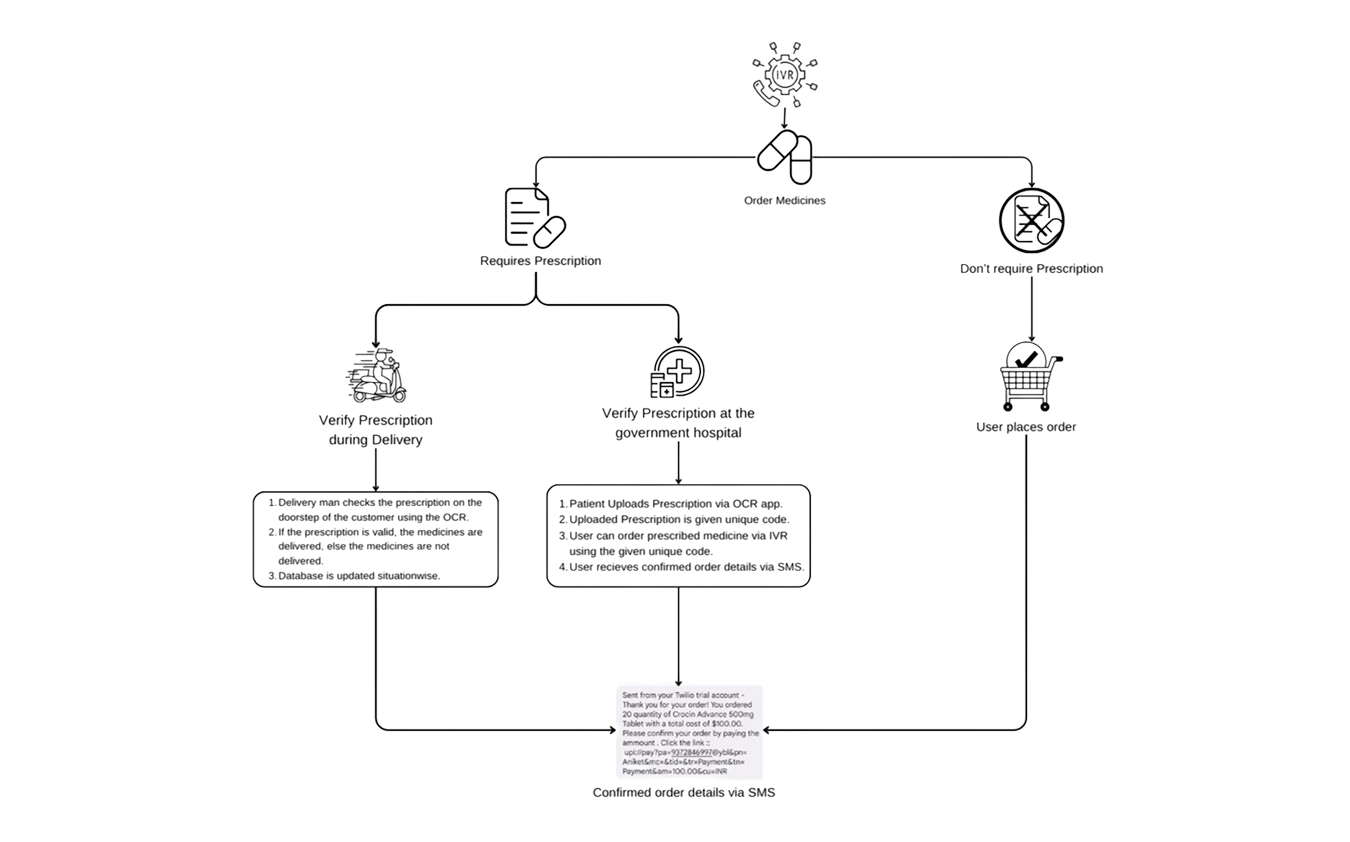 IVR
Order Medicines
Requires Prescription
Don't require Prescription
Verify Prescription
during Delivery
Verify Prescription at the
government hospital
User places order
1. Delivery man checks the prescription on the
doorstep of the customer using the OCR.
2. If the prescription is valid, the medicines are
delivered, else the medicines are not
delivered.
3. Database is updated situationwise.
1. Patient Uploads Prescription via OCR app.
2. Uploaded Prescription is given unique code.
3. User can order prescribed medicine via IVR
using the given unique code.
4. User recieves confirmed order details via SMS.
Sent from your Twilio trial account -
Thank you for your order! You ordered
20 quantity of Crocin Advance 500mg
Tablet with a total cost of $100.00.
Please confirm your order by paying the
ammount . Click the link ::
upi://pay?pa=9372846997@ybl&pn=
Aniket&mc=&tid=&tr=Payment&tn=
Payment&am=100.00&cu=INR
Confirmed order details via SMS